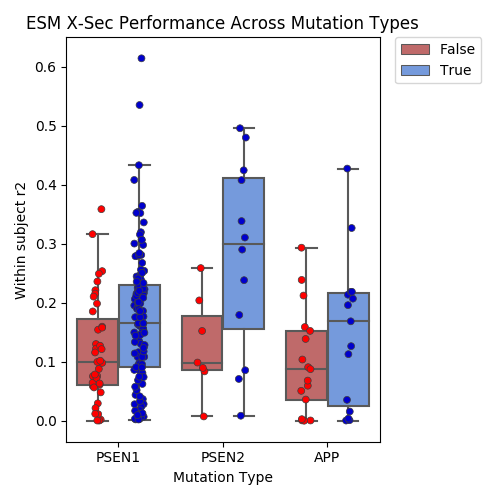 ESM X-Sec Performance Across Mutation Types
False
True
0.6
0.5
0.4
0.3
0.2
0.1
0.0
Within subject r2
PSEN1
PSEN2
APP
Mutation Type